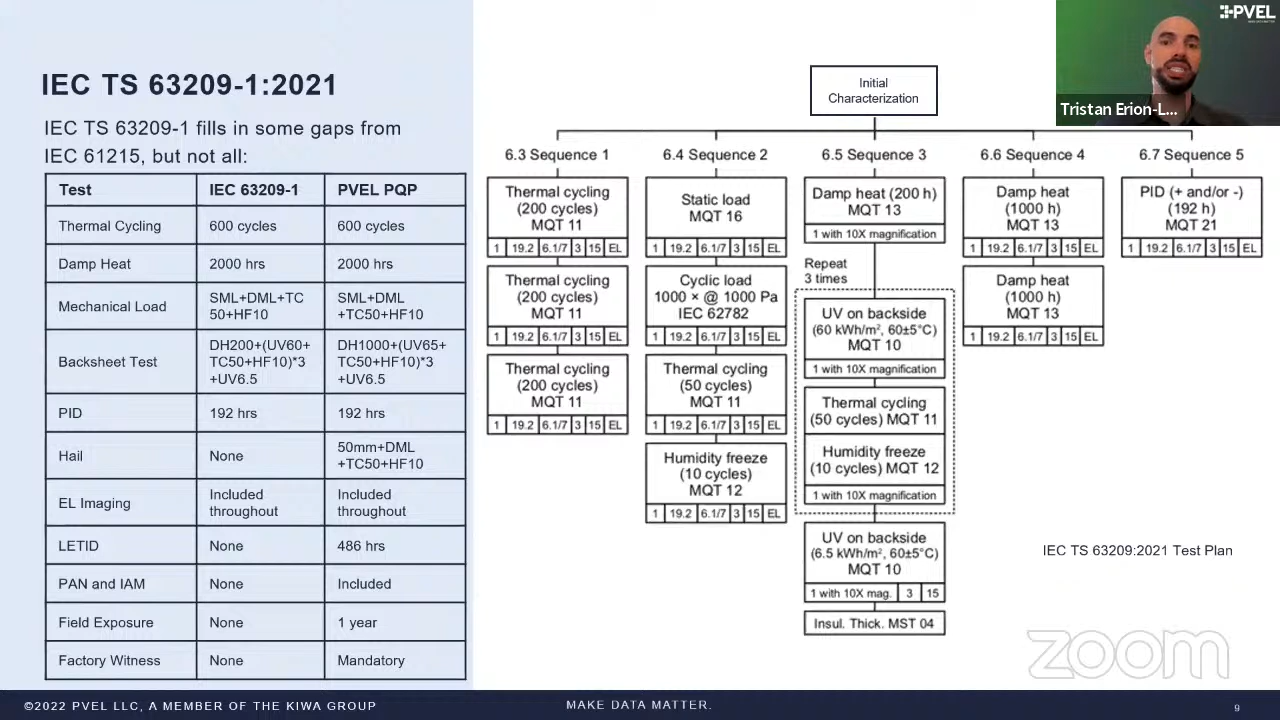 PVEL
Tristan Erion-L...
IEC TS 63209-1:2021
IEC TS 63209-1 fills in some gaps from
IEC 61215, but not all:
Test IEC 63209-1 PVEL PQP
Thermal Cycling 600 cycles 600 cycles
Damp Heat 2000 hrs 2000 hrs
Mechanical Load SML+DML+TC 50+HF10 SML+DML +TC50+HF10
Backsheet Test DH200+(UV60+ TC50+HF10)*3 +UV6.5 DH1000+(UV65+ TC50+HF10)*3 +UV6.5
PID 192 hrs 192 hrs
Hail None 50mm+DML +TC50+HF10
EL Imaging Included throughout Included throughout
LETID None 486 hrs
PAN and IAM None Included
Field Exposure None 1 year
Factory Witness None Mandatory
Initial
Characterization
6.3 Sequence 1
Thermal cycling
(200 cycles)
MQT 11
1 19.2 6.1/7 3 15 EL
Thermal cycling
(200 cycles)
MQT 11
1 19.2 6.1/7 3 15 EL
Thermal cycling
(200 cycles)
MQT 11
1 19.2 6.1/7 3 15 EL
6.4 Sequence 2
Static load
MQT 16
1 19.2 6.1/7 3 15 EL
Cyclic load
1000 × @ 1000 Pa
IEC 62782
1 19.2 6.1/7 3 15 EL
Thermal cycling
(50 cycles)
MQT 11
1 19.2 6.1/7 3 15 EL
Humidity freeze
(10 cycles)
MQT 12
1 19.2 6.1/7 3 15 EL
6.5 Sequence 3
Damp heat (200 h)
MQT 13
1 with 10X magnification
Repeat
3 times
UV on backside
(60 kWh/m², 60±5°C)
MQT 10
1 with 10X magnification
Thermal cycling
(50 cycles) MQT 11
Humidity freeze
(10 cycles) MQT 12
1 with 10X magnification
UV on backside
(6.5 kWh/m², 60±5°C)
MQT 10
1 with 10X mag. 3 15
Insul. Thick. MST 04
6.6 Sequence 4
Damp heat
(1000 h)
MQT 13
1 19.2 6.1/7 3 15 EL
Damp heat
(1000 h)
MQT 13
1 19.2 6.1/7 3 15 EL
6.7 Sequence 5
PID (+ and/or -)
(192 h)
MQT 21
1 19.2 6.1/7 3 15 EL
IEC TS 63209:2021 Test Plan
zoom
©2022 PVEL LLC, A MEMBER OF THE KIWA GROUP
MAKE DATA MATTER.
9